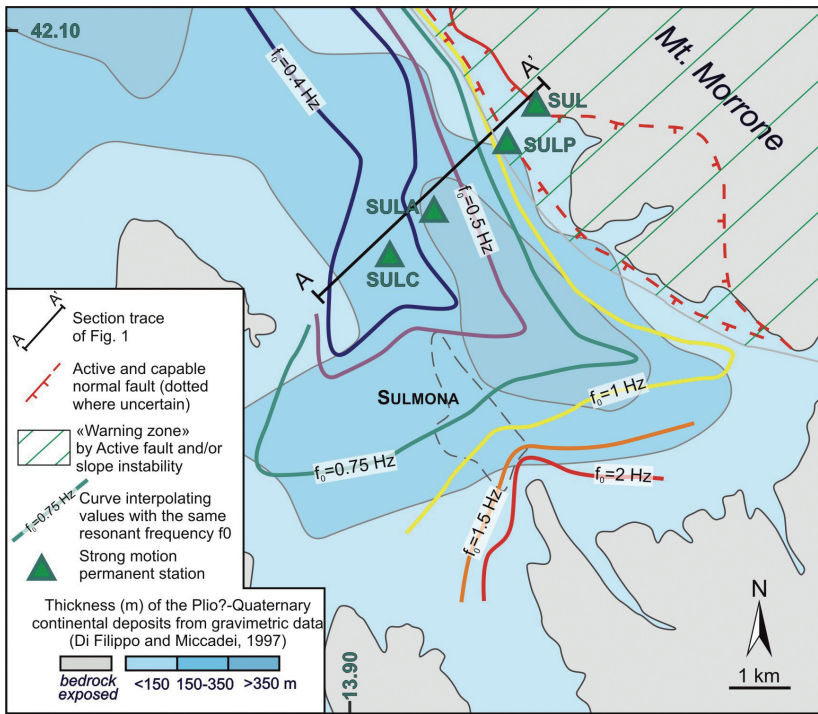 42.10
f₀=0.4 Hz
A'
Mt. Morrone
SUL
SULP
SULA
f₀=0.5 Hz
SULC
A
SULMONA
f₀=1 Hz
f₀=0.75 Hz
f₀=2 Hz
f₀=1.5 Hz
A A'
Section trace
of Fig. 1
Active and capable
normal fault (dotted
where uncertain)
«Warning zone»
by Active fault and/or
slope instability
f₀=0.75 Hz
Curve interpolating
values with the same
resonant frequency f0
Strong motion
permanent station
Thickness (m) of the Plio?-Quaternary
continental deposits from gravimetric data
(Di Filippo and Miccadei, 1997)
bedrock
exposed
<150 150-350 >350 m
13.90
N
1 km